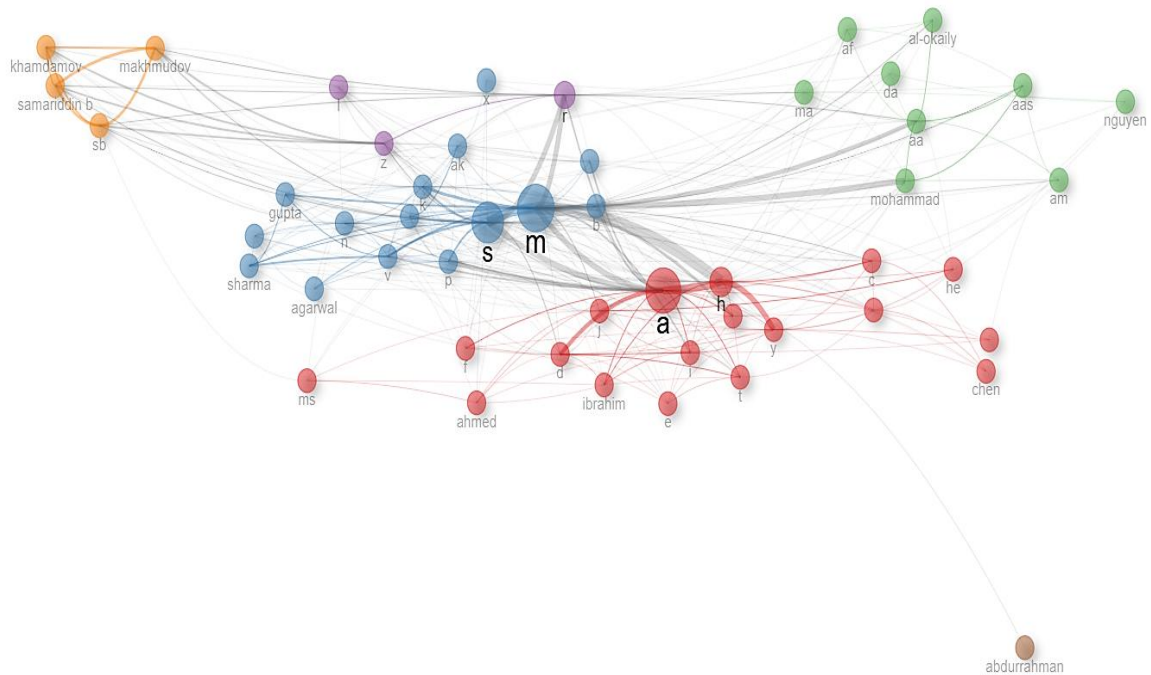 al-okaily
af
khamdamov
makhmudov
samariddin b
x
da
ma
aas
nguyen
r
sb
aa
z
ak
k
mohammad
am
gupta
n
b
s
m
v
p
sharma
c
he
agarwal
h
a
j
y
f
d
i
ms
t
chen
ahmed
ibrahim
e
abdurrahman